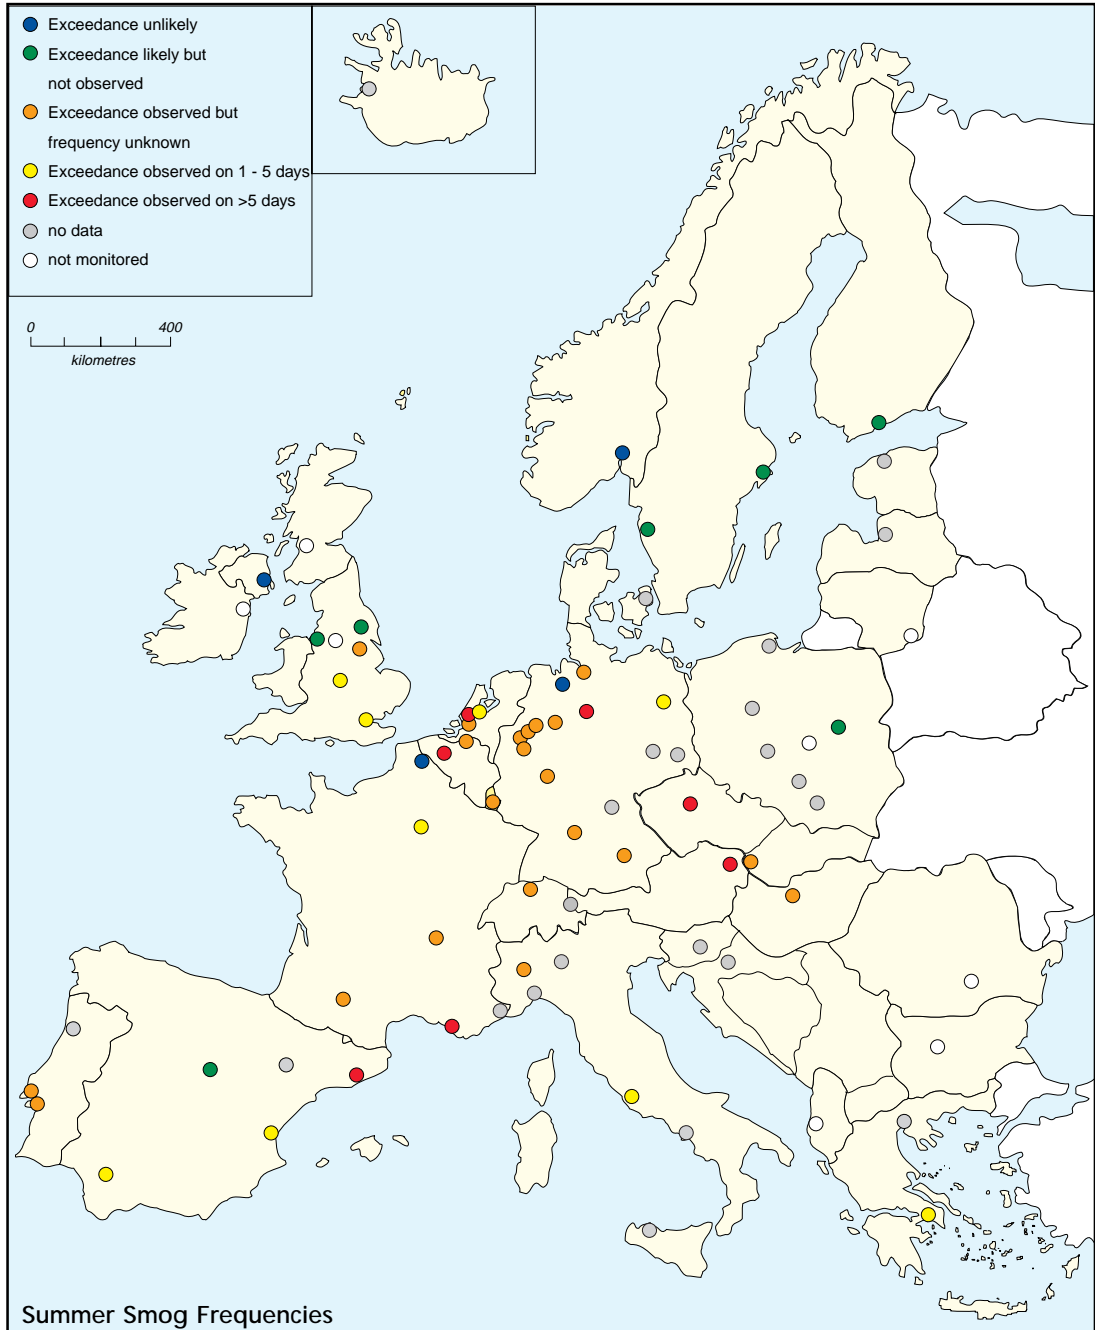 Exceedance unlikely
Exceedance likely but
not observed
Exceedance observed but
frequency unknown
Exceedance observed on 1 - 5 days
Exceedance observed on >5 days
no data
not monitored
0 400
kilometres
Summer Smog Frequencies